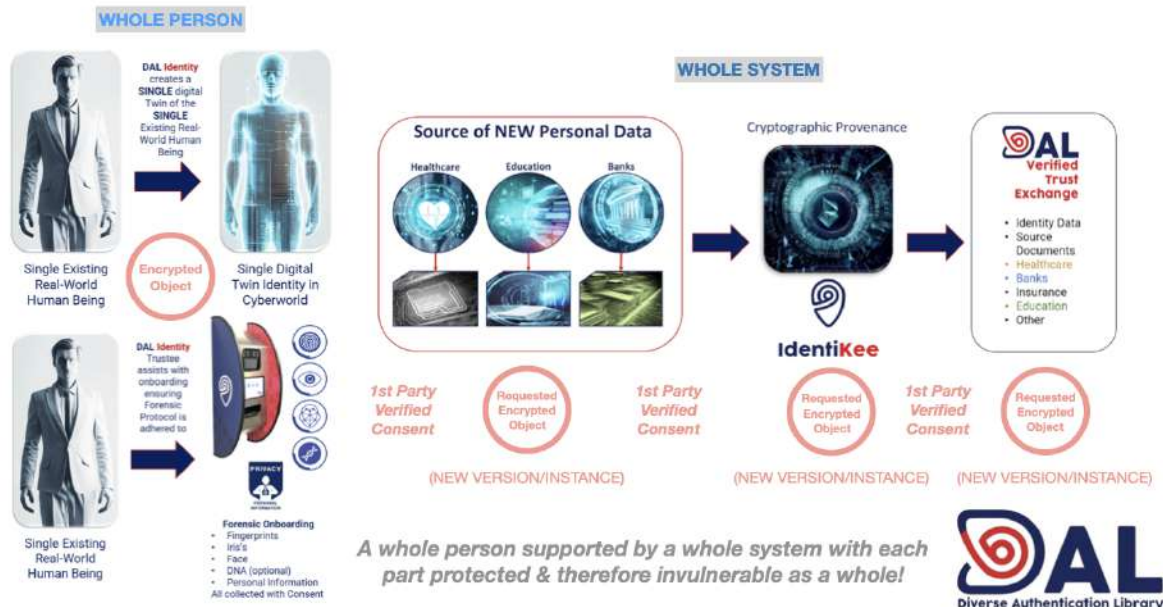 WHOLE PERSON
DAL Identity
creates a
SINGLE digital
Twin of the
SINGLE
Existing Real-
World Human
Being
Single Existing
Real-World
Human Being
Encrypted
Object
Single Digital
Twin Identity in
Cyberworld
DAL Identity
Trustee
assists with
onboarding
ensuring
Forensic
Protocol is
adhered to
Single Existing
Real-World
Human Being
PRIVACY
PERSONAL
INFORMATION
Forensic Onboarding
• Fingerprints
• Iris's
• Face
• DNA (optional)
• Personal Information
All collected with Consent
WHOLE SYSTEM
Source of NEW Personal Data
Healthcare
Education
Banks
Cryptographic Provenance
IdentiKee
DAL
Verified
Trust
Exchange
• Identity Data
• Source
Documents
• Healthcare
• Banks
• Insurance
• Education
• Other
1st Party
Verified
Consent
Requested
Encrypted
Object
(NEW VERSION/INSTANCE)
1st Party
Verified
Consent
Requested
Encrypted
Object
(NEW VERSION/INSTANCE)
1st Party
Verified
Consent
Requested
Encrypted
Object
(NEW VERSION/INSTANCE)
A whole person supported by a whole system with each
part protected & therefore invulnerable as a whole!
DAL
Diverse Authentication Library